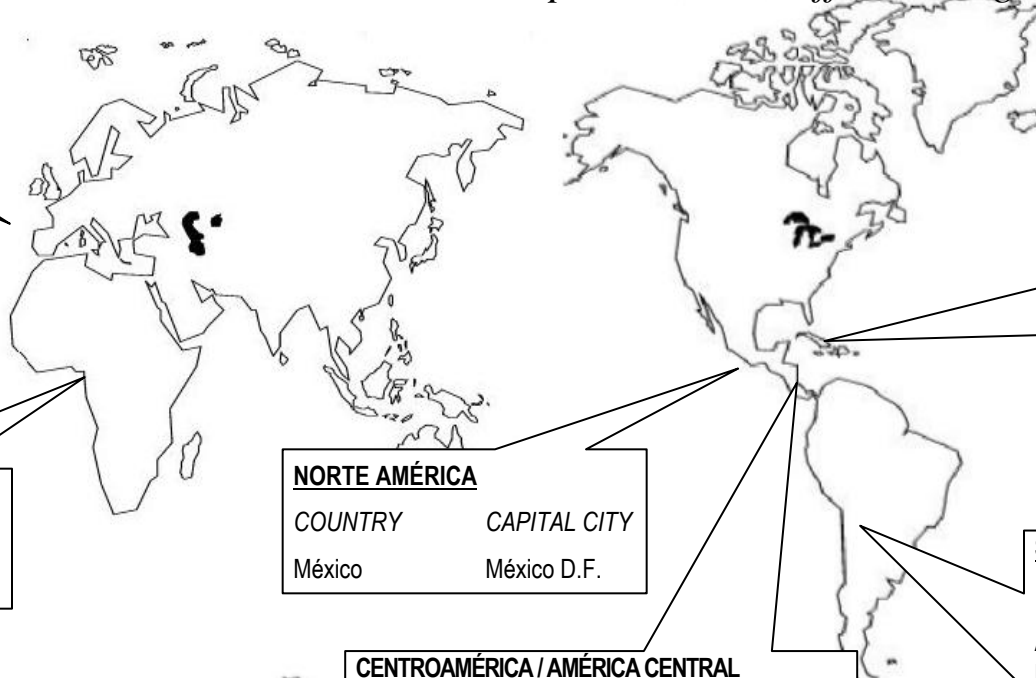 NORTE AMÉRICA
COUNTRY CAPITAL CITY
México México D.F.
CENTROAMÉRICA / AMÉRICA CENTRAL